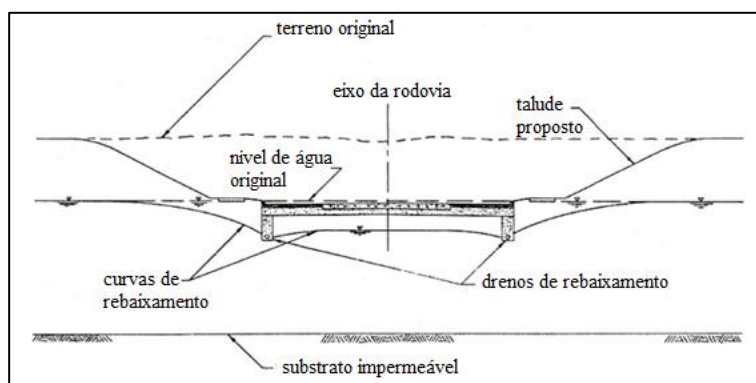 terreno original
eixo da rodovia
talude
proposto
nível de água
original
curvas de
rebaixamento
drenos de rebaixamento
substrato impermeável